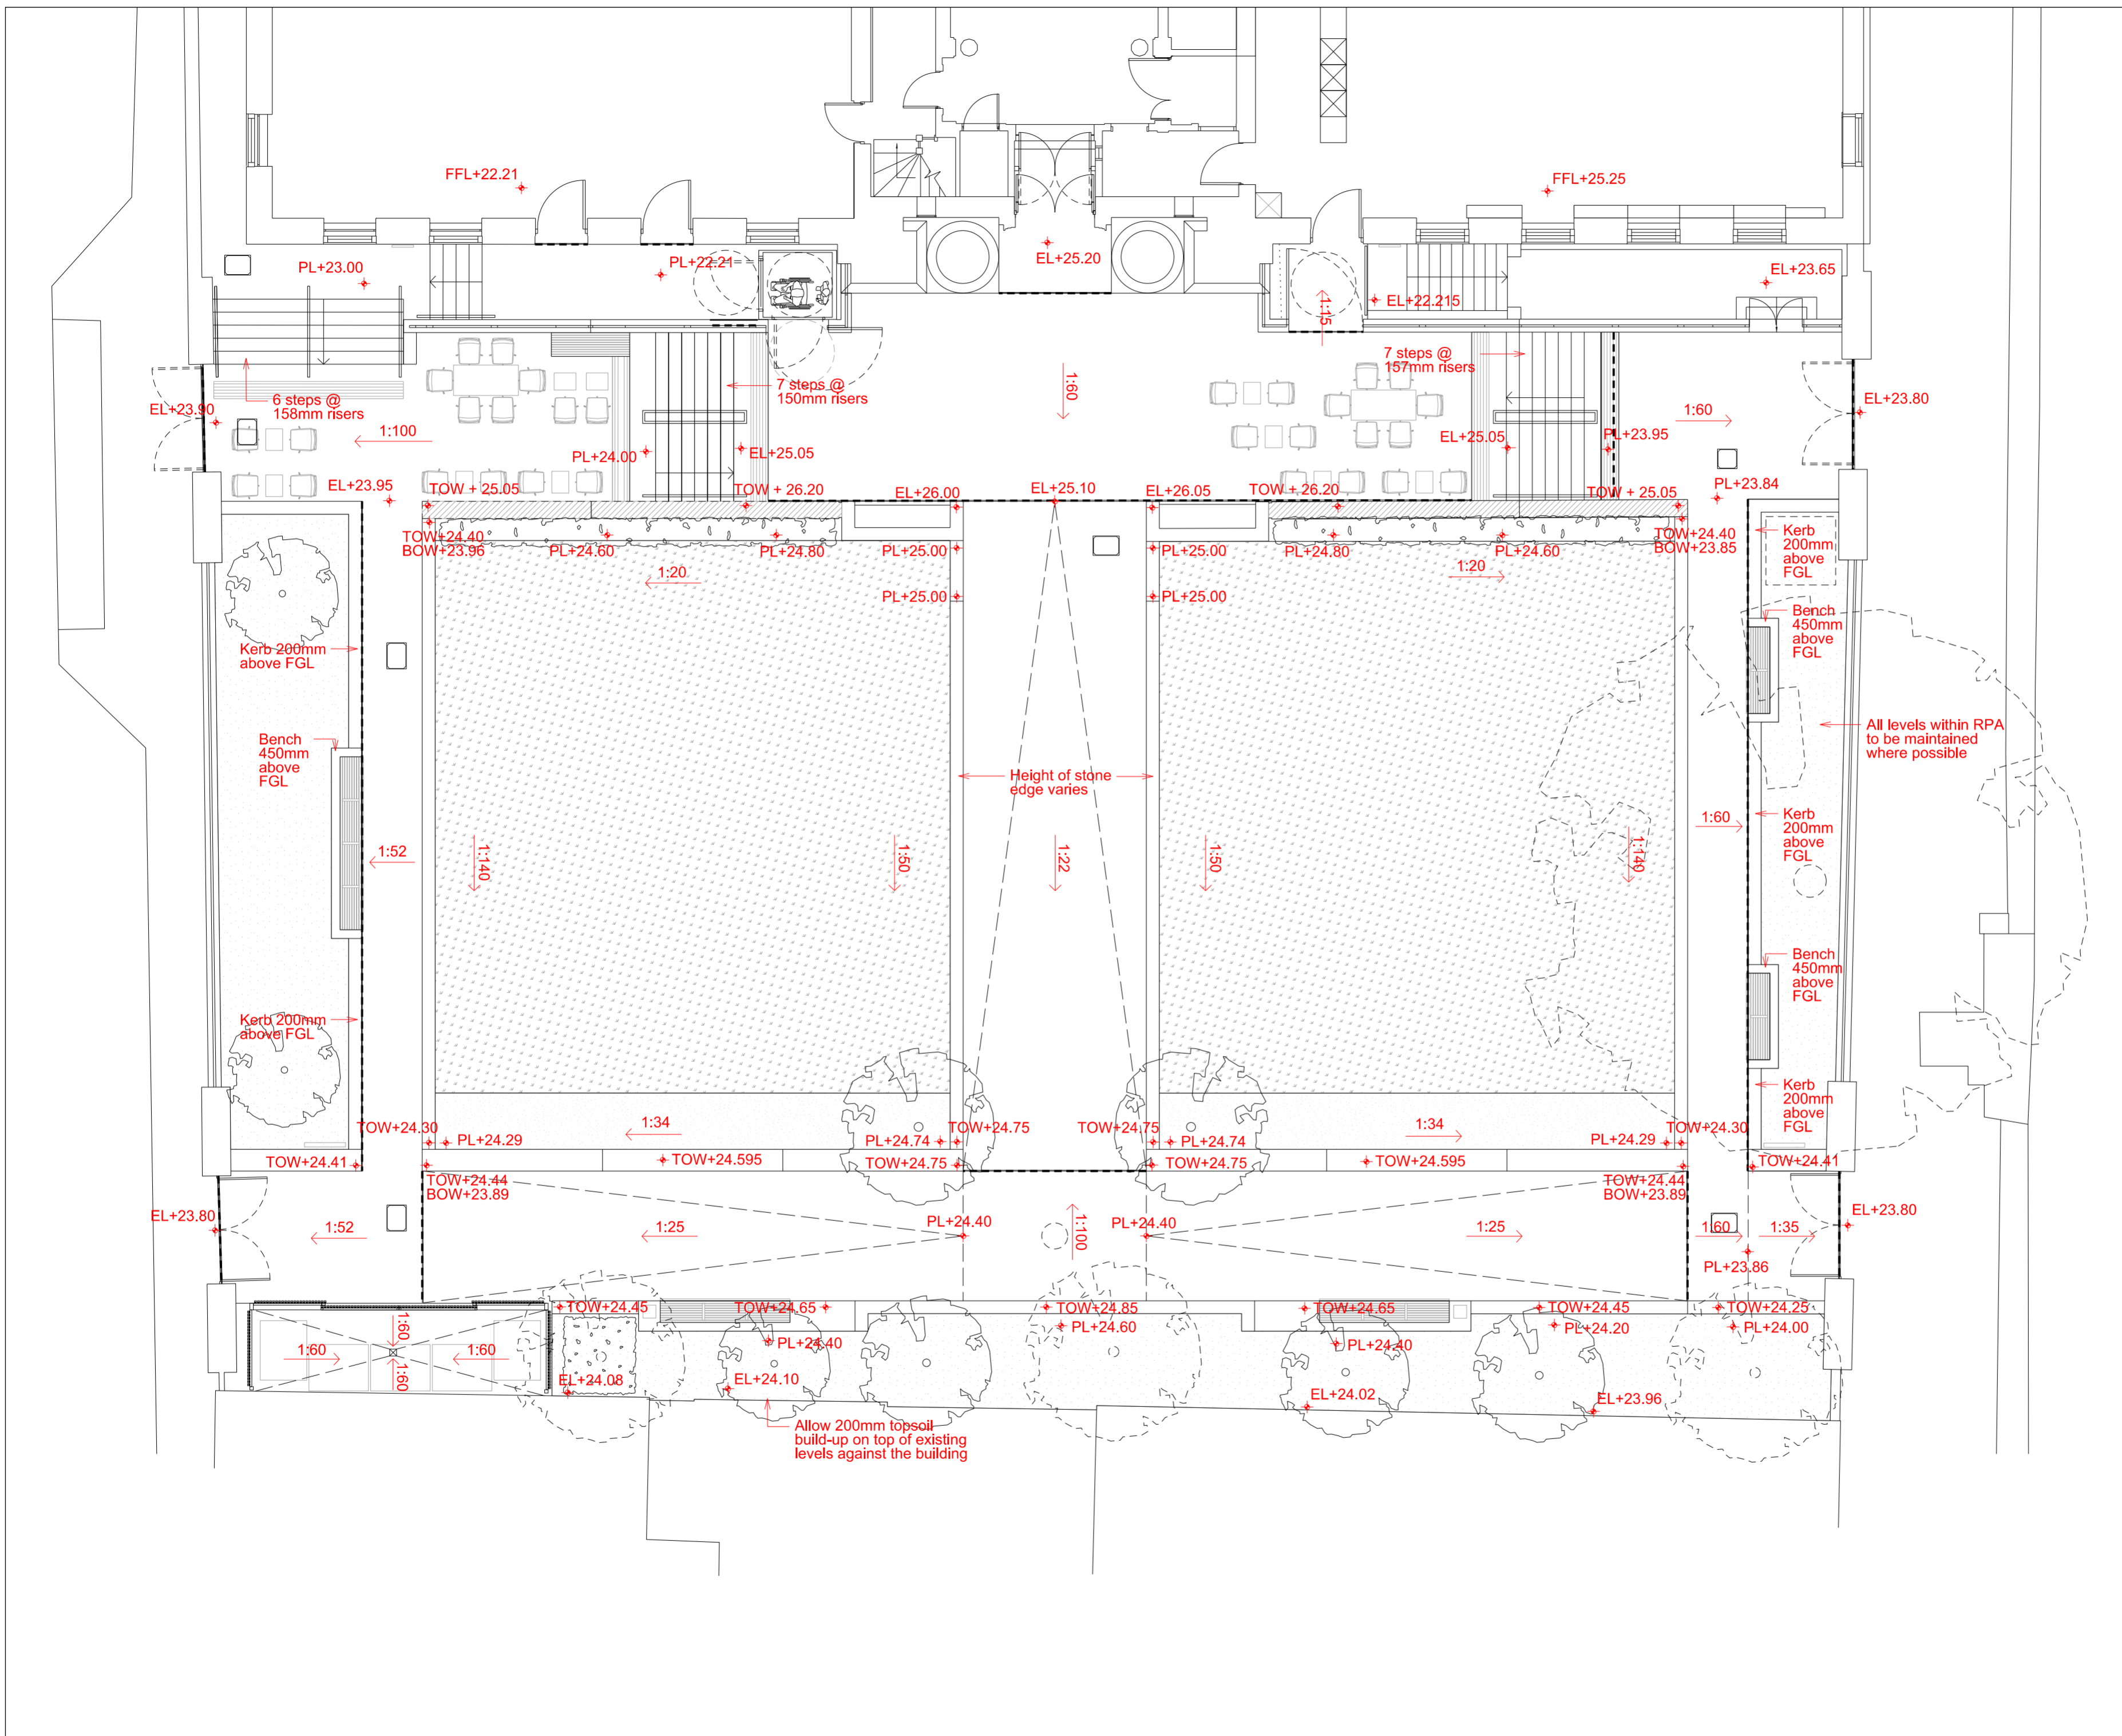 FFL+22.21
FFL+25.25
EL+25.20
PL+23.00
PL+22.21
EL+23.65
EL+22.215
1:15
6 steps @
158mm risers
7 steps @
150mm risers
1:60
7 steps @
157mm risers
EL+23.90
1:100
PL+24.00
EL+25.05
EL+25.05
PL+23.95
1:60
EL+23.80
EL+23.95
TOW + 25.05
TOW + 26.20
EL+26.00
EL+25.10
EL+26.05
TOW + 26.20
TOW + 25.05
PL+23.84
TOW+24.40
BOW+23.96
PL+24.60
PL+24.80
PL+25.00
PL+25.00
PL+24.80
PL+24.60
TOW+24.40
BOW+23.85
Kerb
200mm
above
FGL
1:20
1:20
PL+25.00
PL+25.00
Bench
450mm
above
FGL
Kerb 200mm
above FGL
Bench
450mm
above
FGL
All levels within RPA
to be maintained
where possible
Height of stone
edge varies
1:52
1:140
1:50
1:22
1:50
1:140
1:60
Kerb
200mm
above
FGL
Bench
450mm
above
FGL
Kerb 200mm
above FGL
Kerb
200mm
above
FGL
TOW+24.30
PL+24.29
1:34
PL+24.74
TOW+24.75
TOW+24.75
PL+24.74
1:34
PL+24.29
TOW+24.30
TOW+24.41
TOW+24.595
TOW+24.75
TOW+24.75
TOW+24.595
TOW+24.41
TOW+24.44
BOW+23.89
TOW+24.44
BOW+23.89
EL+23.80
1:52
1:25
PL+24.40
1:100
PL+24.40
1:25
1:60
1:35
EL+23.80
PL+23.86
TOW+24.45
TOW+24.65
TOW+24.85
TOW+24.65
TOW+24.45
TOW+24.25
PL+24.60
PL+24.20
PL+24.00
1:60
1:60
1:60
1:60
PL+24.40
PL+24.40
EL+24.08
EL+24.10
EL+24.02
EL+23.96
Allow 200mm topsoil
build-up on top of existing
levels against the building